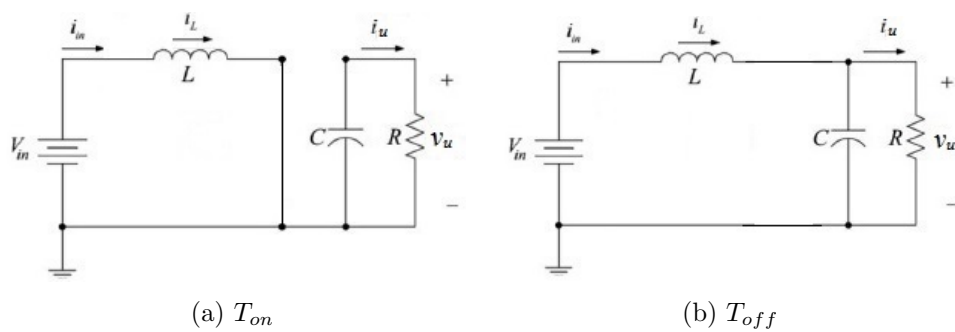 i_in i_L i_u i_in i_L i_u
L + L +
V_in C R v_u V_in C R v_u
− −
(a) T_on (b) T_off